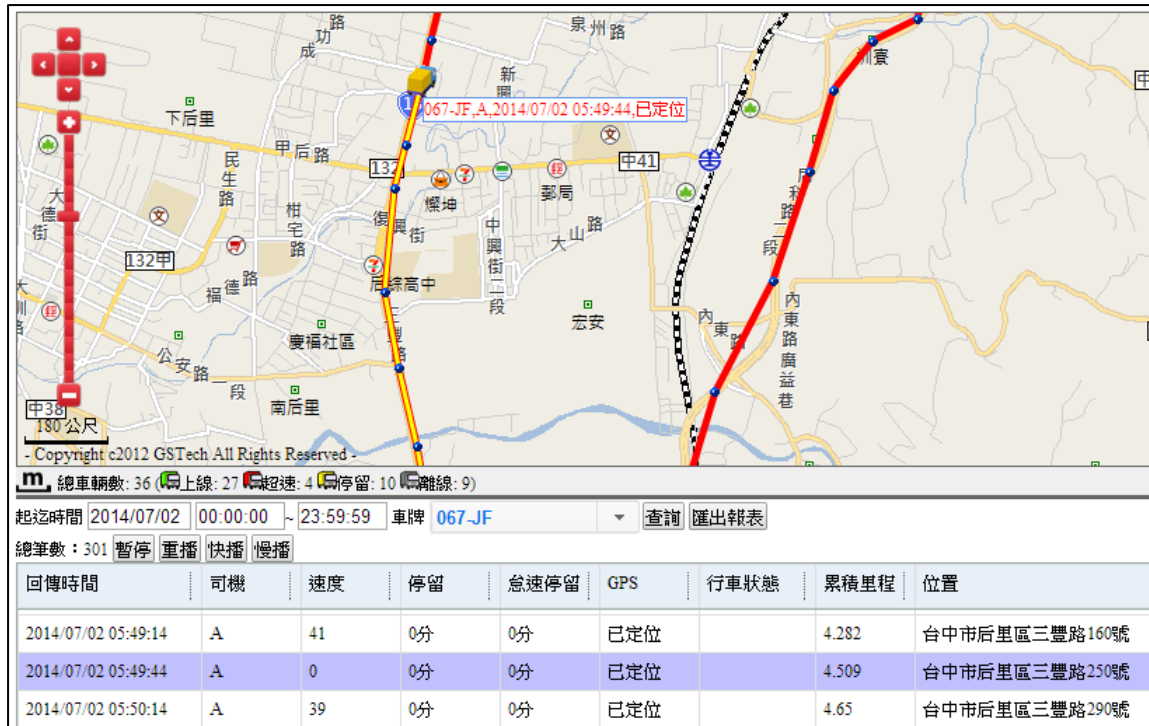 功路
成
泉州路
新興
圳寮
067-JF,A,2014/07/02 05:49:44,已定位
下后里
文
民生路
甲后路
132
中41
大德街
文
柑宅路
燦坤
郵局
復興街
中興街二段
大山路
132甲
福德路
后綜高中
宏安
內東路
內東路廣益巷
慶福社區
公安路一段
南后里
中38
180 公尺
- Copyright c2012 GSTech All Rights Reserved -
m 總車輛數: 36 (上線: 27 超速: 4 停留: 10 離線: 9)
起迄時間 2014/07/02 00:00:00 ~ 23:59:59 車牌 067-JF 查詢 匯出報表
總筆數：301 暫停 重播 快播 慢播
回傳時間 司機 速度 停留 怠速停留 GPS 行車狀態 累積里程 位置
2014/07/02 05:49:14 A 41 0分 0分 已定位 4.282 台中市后里區三豐路160號
2014/07/02 05:49:44 A 0 0分 0分 已定位 4.509 台中市后里區三豐路250號
2014/07/02 05:50:14 A 39 0分 0分 已定位 4.65 台中市后里區三豐路290號